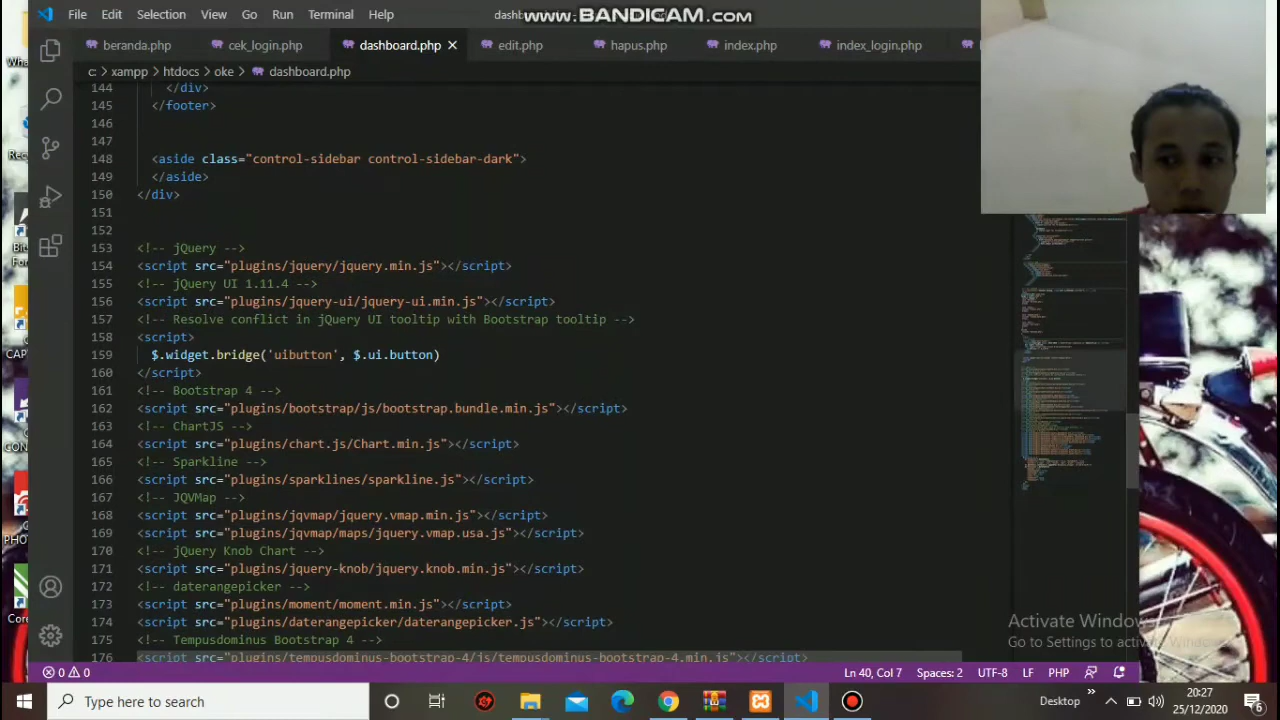 File Edit Selection View Go Run Terminal Help
www.BANDICAM.com
beranda.php cek_login.php dashboard.php edit.php hapus.php index.php index_login.php
c: > xampp > htdocs > oke > dashboard.php
144 </div>
145 </footer>
146
147
148 <aside class="control-sidebar control-sidebar-dark">
149 </aside>
150 </div>
151
152
153 <!-- jQuery -->
154 <script src="plugins/jquery/jquery.min.js"></script>
155 <!-- jQuery UI 1.11.4 -->
156 <script src="plugins/jquery-ui/jquery-ui.min.js"></script>
157 <!-- Resolve conflict in jQuery UI tooltip with Bootstrap tooltip -->
158 <script>
159 $.widget.bridge('uibutton', $.ui.button)
160 </script>
161 <!-- Bootstrap 4 -->
162 <script src="plugins/bootstrap/js/bootstrap.bundle.min.js"></script>
163 <!-- ChartJS -->
164 <script src="plugins/chart.js/Chart.min.js"></script>
165 <!-- Sparkline -->
166 <script src="plugins/sparklines/sparkline.js"></script>
167 <!-- JQVMap -->
168 <script src="plugins/jqvmap/jquery.vmap.min.js"></script>
169 <script src="plugins/jqvmap/maps/jquery.vmap.usa.js"></script>
170 <!-- jQuery Knob Chart -->
171 <script src="plugins/jquery-knob/jquery.knob.min.js"></script>
172 <!-- daterangepicker -->
173 <script src="plugins/moment/moment.min.js"></script>
174 <script src="plugins/daterangepicker/daterangepicker.js"></script>
175 <!-- Tempusdominus Bootstrap 4 -->
176 <script src="plugins/tempusdominus-bootstrap-4/js/tempusdominus-bootstrap-4.min.js"></script>
Activate Windows
Go to Settings to activate Windows.
0 0 Ln 40, Col 7 Spaces: 2 UTF-8 LF PHP
Type here to search
Desktop
20:27
25/12/2020
6